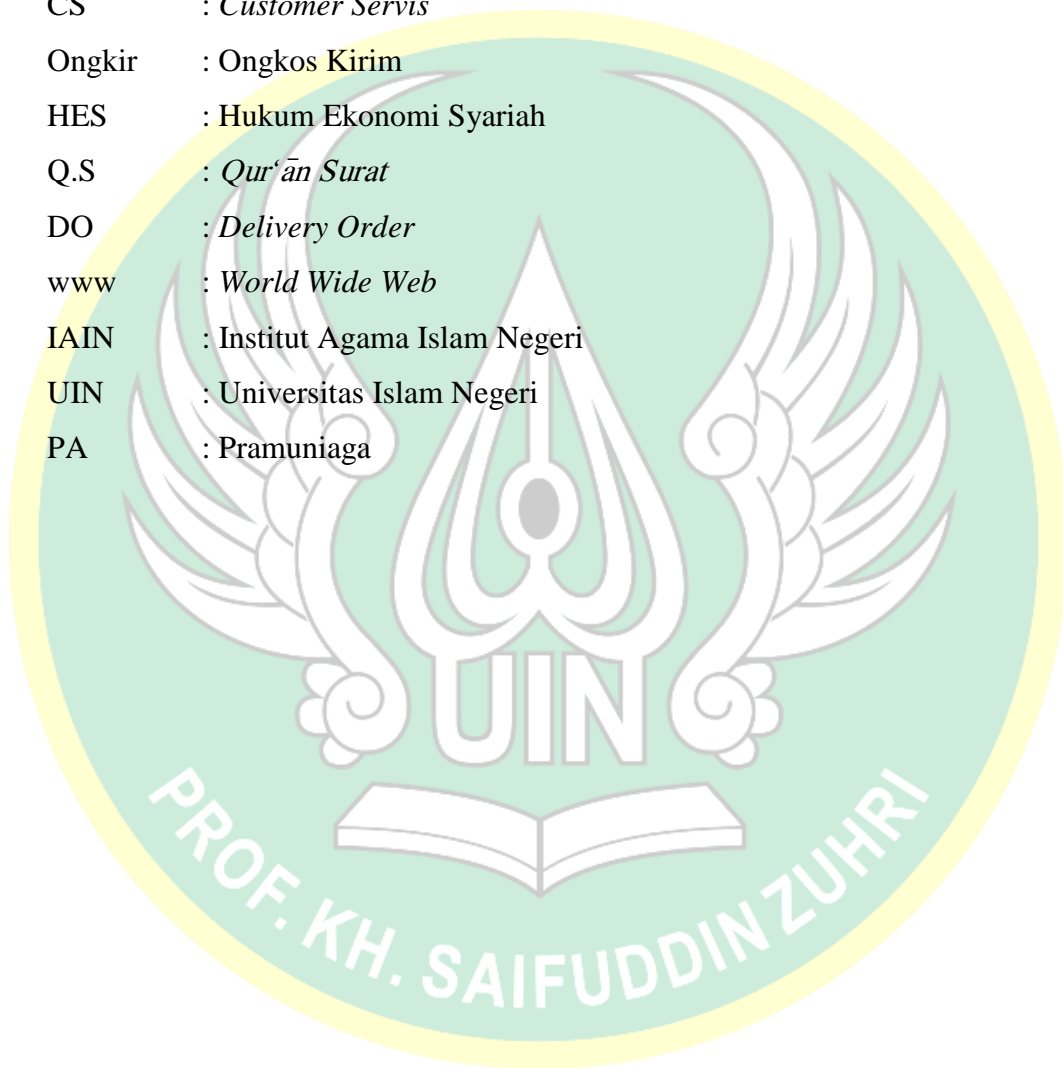 CS : Customer Servis
Ongkir : Ongkos Kirim
HES : Hukum Ekonomi Syariah
Q.S : Qur‘ān Surat
DO : Delivery Order
www : World Wide Web
IAIN : Institut Agama Islam Negeri
UIN : Universitas Islam Negeri
PA : Pramuniaga
UIN
PROF. KH. SAIFUDDIN ZUHRI